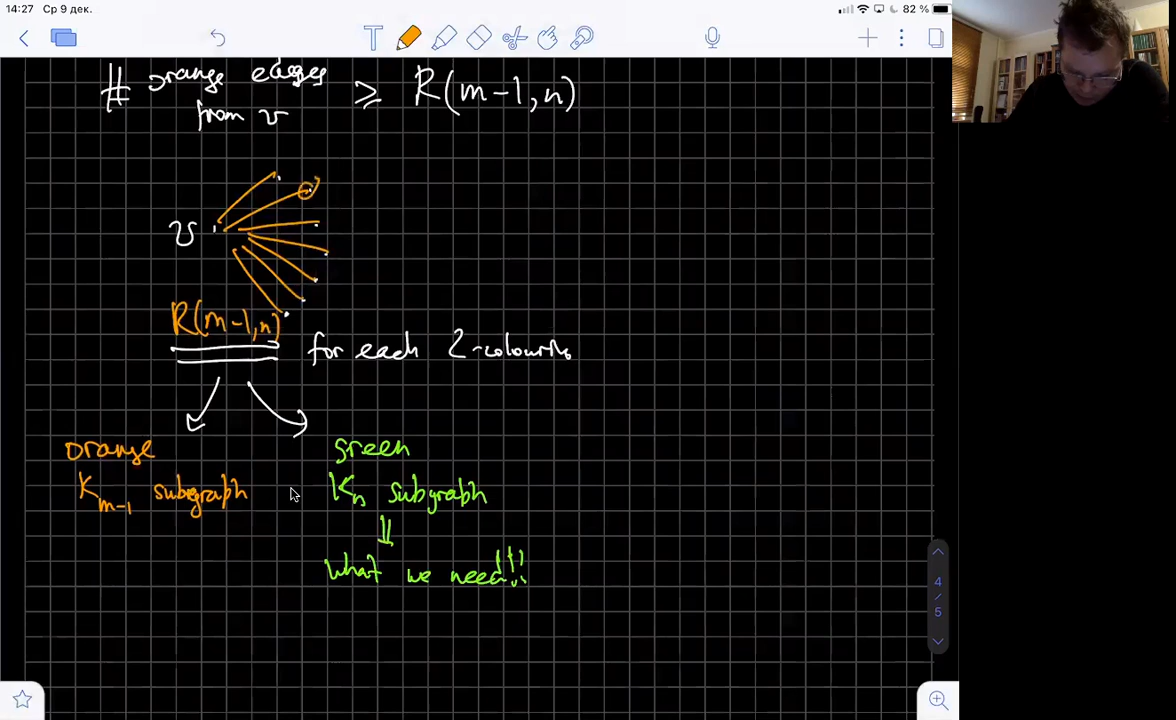 14:27 Ср 9 дек.
82 %
T
# orange edges from v ≥ R(m-1,n)
v
R(m-1,n)
for each 2-colouring
orange
K_{m-1} subgraph
green
K_n subgraph
⇓
What we need!!!
4
/
5